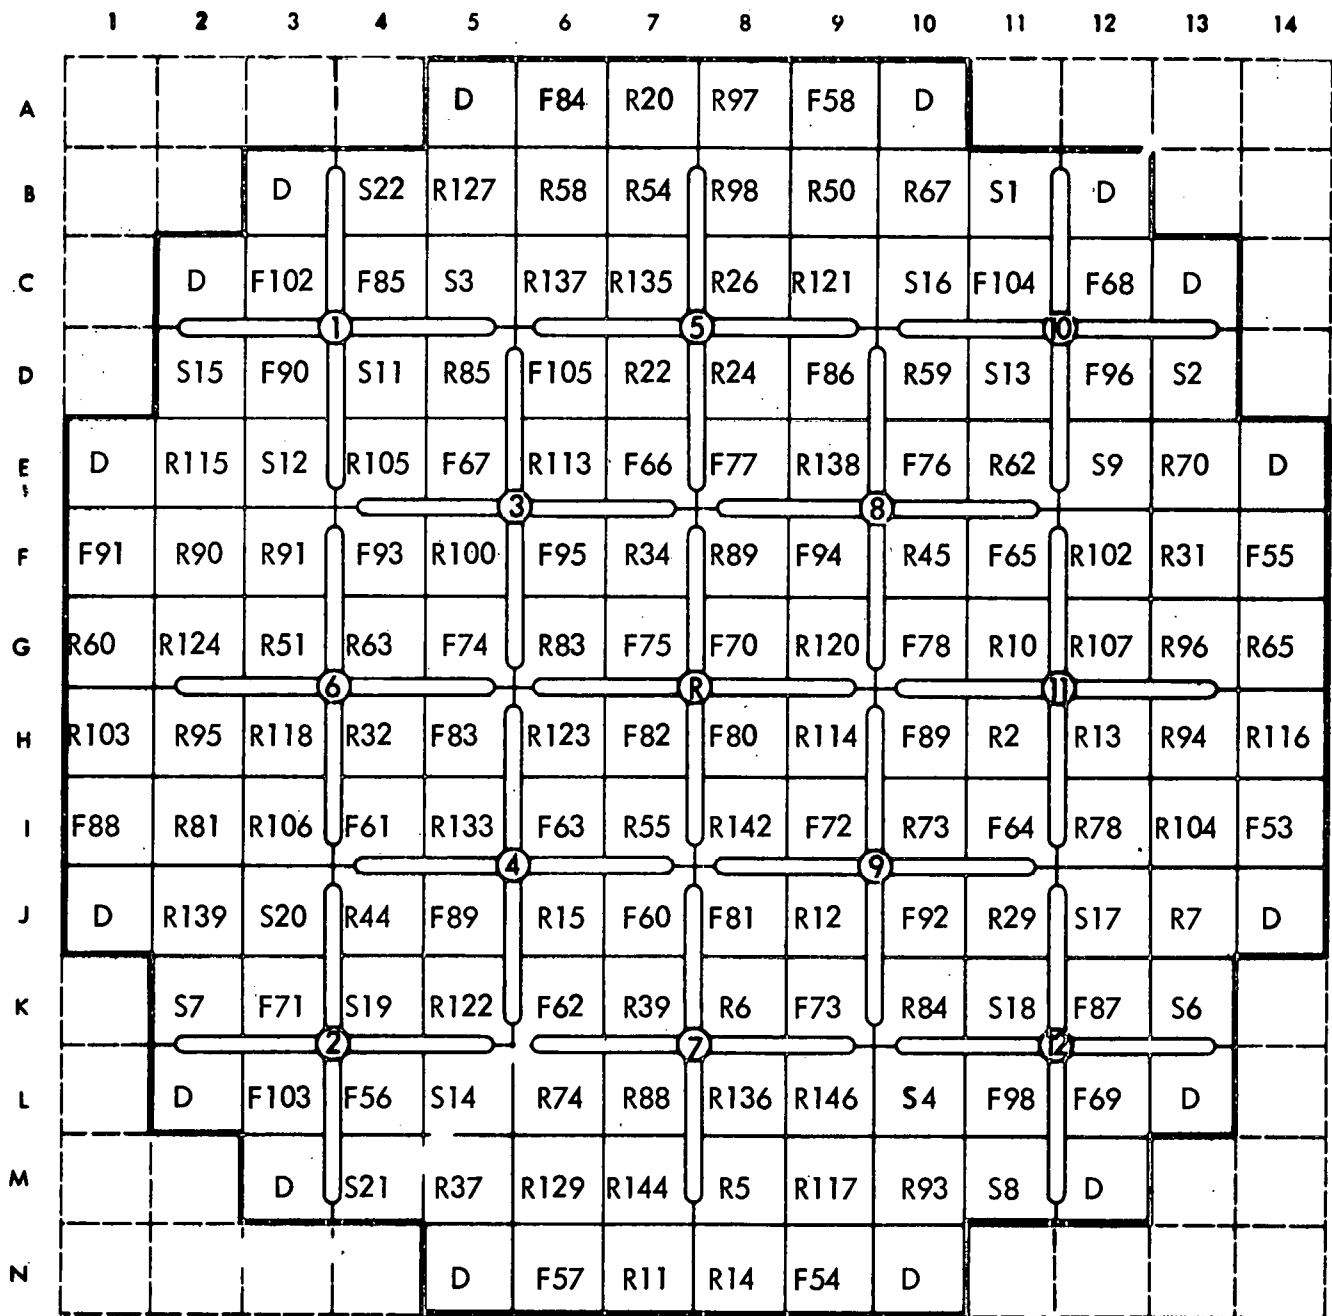 1 2 3 4 5 6 7 8 9 10 11 12 13 14
A D F84 R20 R97 F58 D
B D S22 R127 R58 R54 R98 R50 R67 S1 D
C D F102 F85 S3 R137 R135 R26 R121 S16 F104 F68 D
1 5 10
D S15 F90 S11 R85 F105 R22 R24 F86 R59 S13 F96 S2
E D R115 S12 R105 F67 R113 F66 F77 R138 F76 R62 S9 R70 D
3 8
F F91 R90 R91 F93 R100 F95 R34 R89 F94 R45 F65 R102 R31 F55
G R60 R124 R51 R63 F74 R83 F75 F70 R120 F78 R10 R107 R96 R65
6 R 11
H R103 R95 R118 R32 F83 R123 F82 F80 R114 F89 R2 R13 R94 R116
I F88 R81 R106 F61 R133 F63 R55 R142 F72 R73 F64 R78 R104 F53
4 9
J D R139 S20 R44 F89 R15 F60 F81 R12 F92 R29 S17 R7 D
K S7 F71 S19 R122 F62 R39 R6 F73 R84 S18 F87 S6
2 7 12
L D F103 F56 S14 R74 R88 R136 R146 S4 F98 F69 D
M D S21 R37 R129 R144 R5 R117 R93 S8 D
N D F57 R11 R14 F54 D